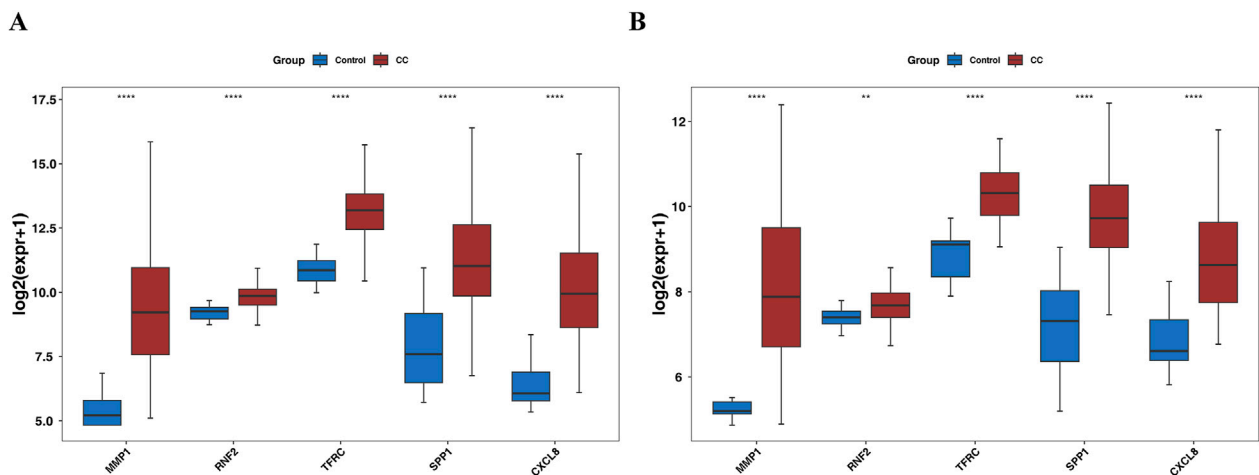 A
Group Control CC
**** **** **** **** ****
17.5
15.0
12.5
10.0
7.5
5.0
log2(expr+1)
MMP1 RNF2 TFRC SPP1 CXCL8
B
Group Control CC
**** ** **** **** ****
12
10
8
6
log2(expr+1)
MMP1 RNF2 TFRC SPP1 CXCL8